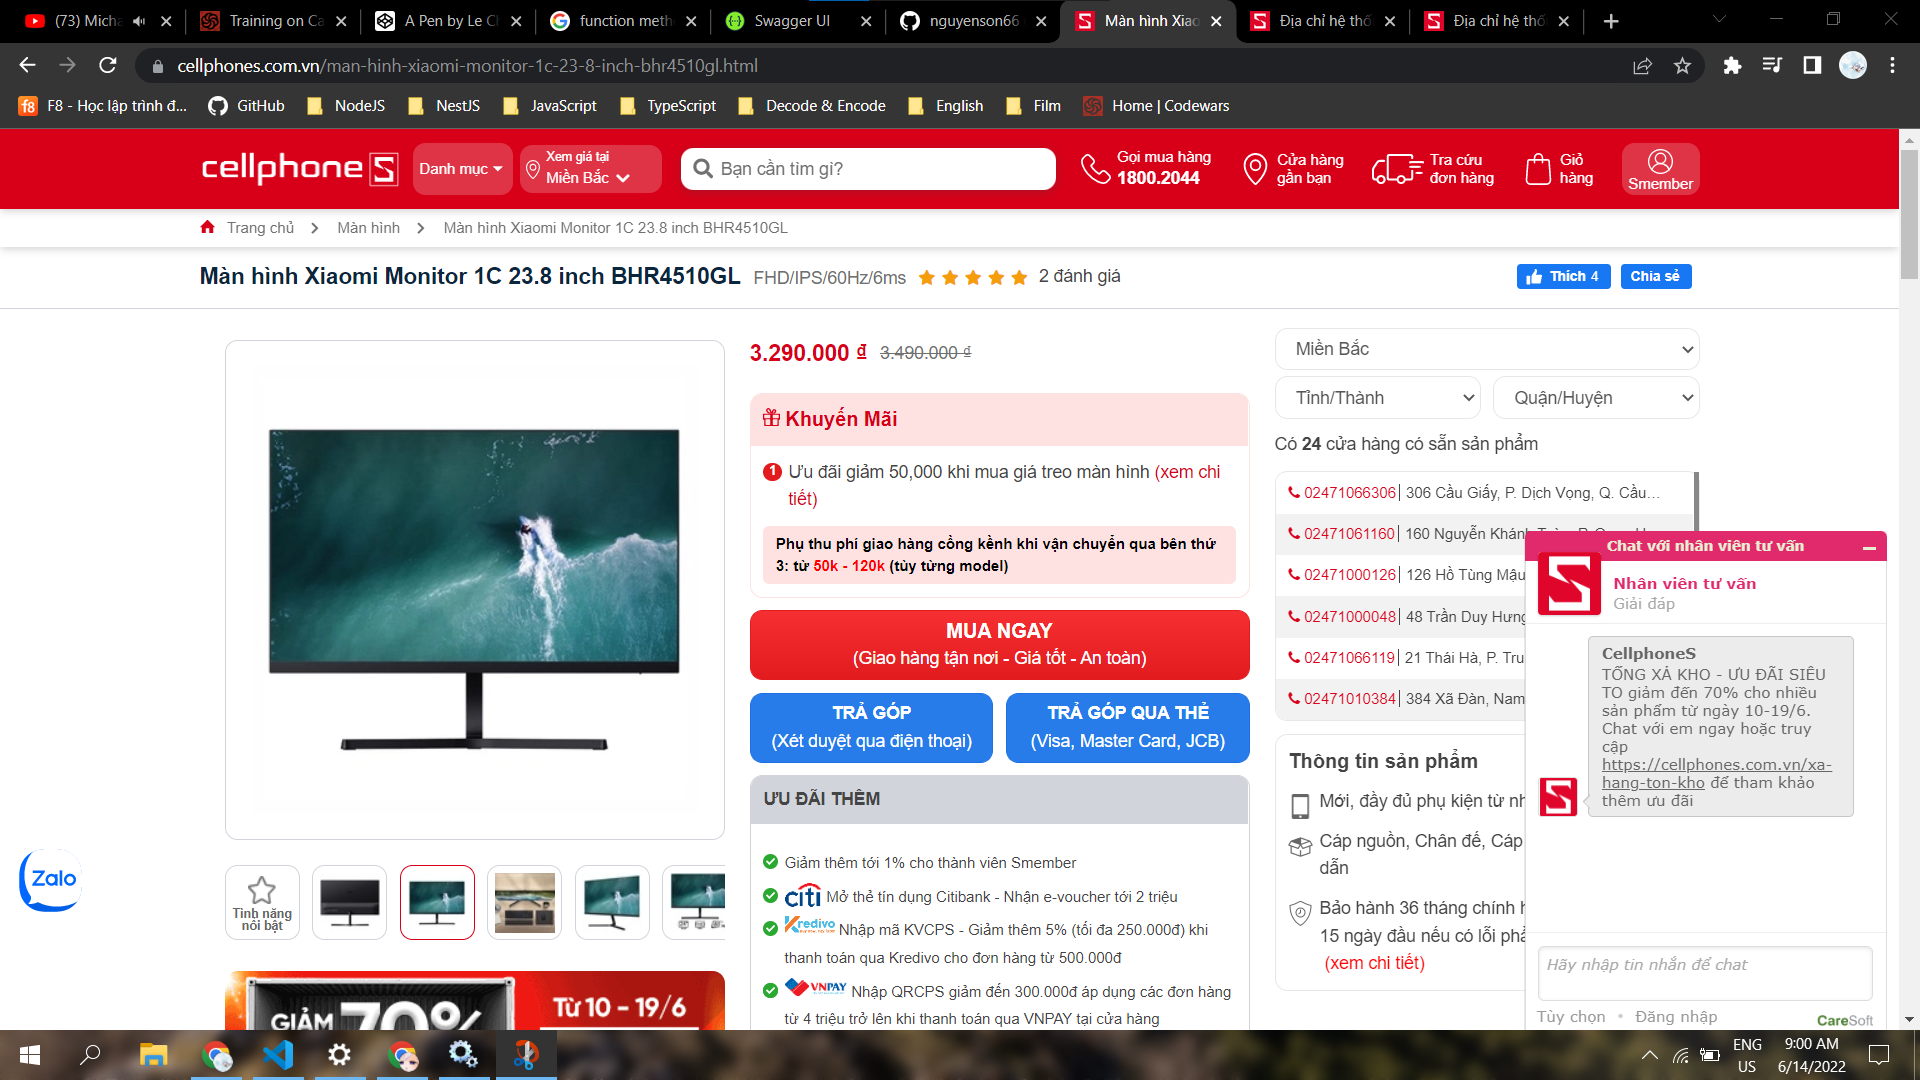 (73) Micha
Training on Ca
A Pen by Le Ch
function meth
Swagger UI
nguyenson66
Màn hình Xiao
Địa chỉ hệ thố
Địa chỉ hệ thố
cellphones.com.vn/man-hinh-xiaomi-monitor-1c-23-8-inch-bhr4510gl.html
F8 - Học lập trình đ...
GitHub
NodeJS
NestJS
JavaScript
TypeScript
Decode & Encode
English
Film
Home | Codewars
cellphone S
Danh mục
Xem giá tại
Miền Bắc
Bạn cần tìm gì?
Gọi mua hàng
1800.2044
Cửa hàng
gần bạn
Tra cứu
đơn hàng
Giỏ
hàng
Smember
Trang chủ
Màn hình
Màn hình Xiaomi Monitor 1C 23.8 inch BHR4510GL
Màn hình Xiaomi Monitor 1C 23.8 inch BHR4510GL FHD/IPS/60Hz/6ms 2 đánh giá
Thích 4
Chia sẻ
3.290.000 ₫ 3.490.000 ₫
Khuyến Mãi
1 Ưu đãi giảm 50,000 khi mua giá treo màn hình (xem chi
tiết)
Phụ thu phí giao hàng cồng kềnh khi vận chuyển qua bên thứ
3: từ 50k - 120k (tùy từng model)
MUA NGAY
(Giao hàng tận nơi - Giá tốt - An toàn)
TRẢ GÓP
(Xét duyệt qua điện thoại)
TRẢ GÓP QUA THẺ
(Visa, Master Card, JCB)
ƯU ĐÃI THÊM
Giảm thêm tới 1% cho thành viên Smember
citi Mở thẻ tín dụng Citibank - Nhận e-voucher tới 2 triệu
Kredivo Nhập mã KVCPS - Giảm thêm 5% (tối đa 250.000đ) khi
thanh toán qua Kredivo cho đơn hàng từ 500.000đ
VNPAY Nhập QRCPS giảm đến 300.000đ áp dụng các đơn hàng
từ 4 triệu trở lên khi thanh toán qua VNPAY tại cửa hàng
Miền Bắc
Tỉnh/Thành
Quận/Huyện
Có 24 cửa hàng có sẵn sản phẩm
02471066306| 306 Cầu Giấy, P. Dịch Vọng, Q. Cầu...
02471061160| 160 Nguyễn Khánh
02471000126| 126 Hồ Tùng Mậu
02471000048| 48 Trần Duy Hưng
02471066119| 21 Thái Hà, P. Tru
02471010384| 384 Xã Đàn, Nam
Thông tin sản phẩm
Mới, đầy đủ phụ kiện từ nh
Cáp nguồn, Chân đế, Cáp
dẫn
Bảo hành 36 tháng chính h
15 ngày đầu nếu có lỗi phầ
(xem chi tiết)
Chat với nhân viên tư vấn
Nhân viên tư vấn
Giải đáp
CellphoneS
TỔNG XẢ KHO - ƯU ĐÃI SIÊU
TO giảm đến 70% cho nhiều
sản phẩm từ ngày 10-19/6.
Chat với em ngay hoặc truy
cập
https://cellphones.com.vn/xa-
hang-ton-kho để tham khảo
thêm ưu đãi
Hãy nhập tin nhắn để chat
Tùy chọn • Đăng nhập
CareSoft
Zalo
Tính năng
nổi bật
GIẢM 70%
Từ 10 - 19/6
ENG
US
9:00 AM
6/14/2022